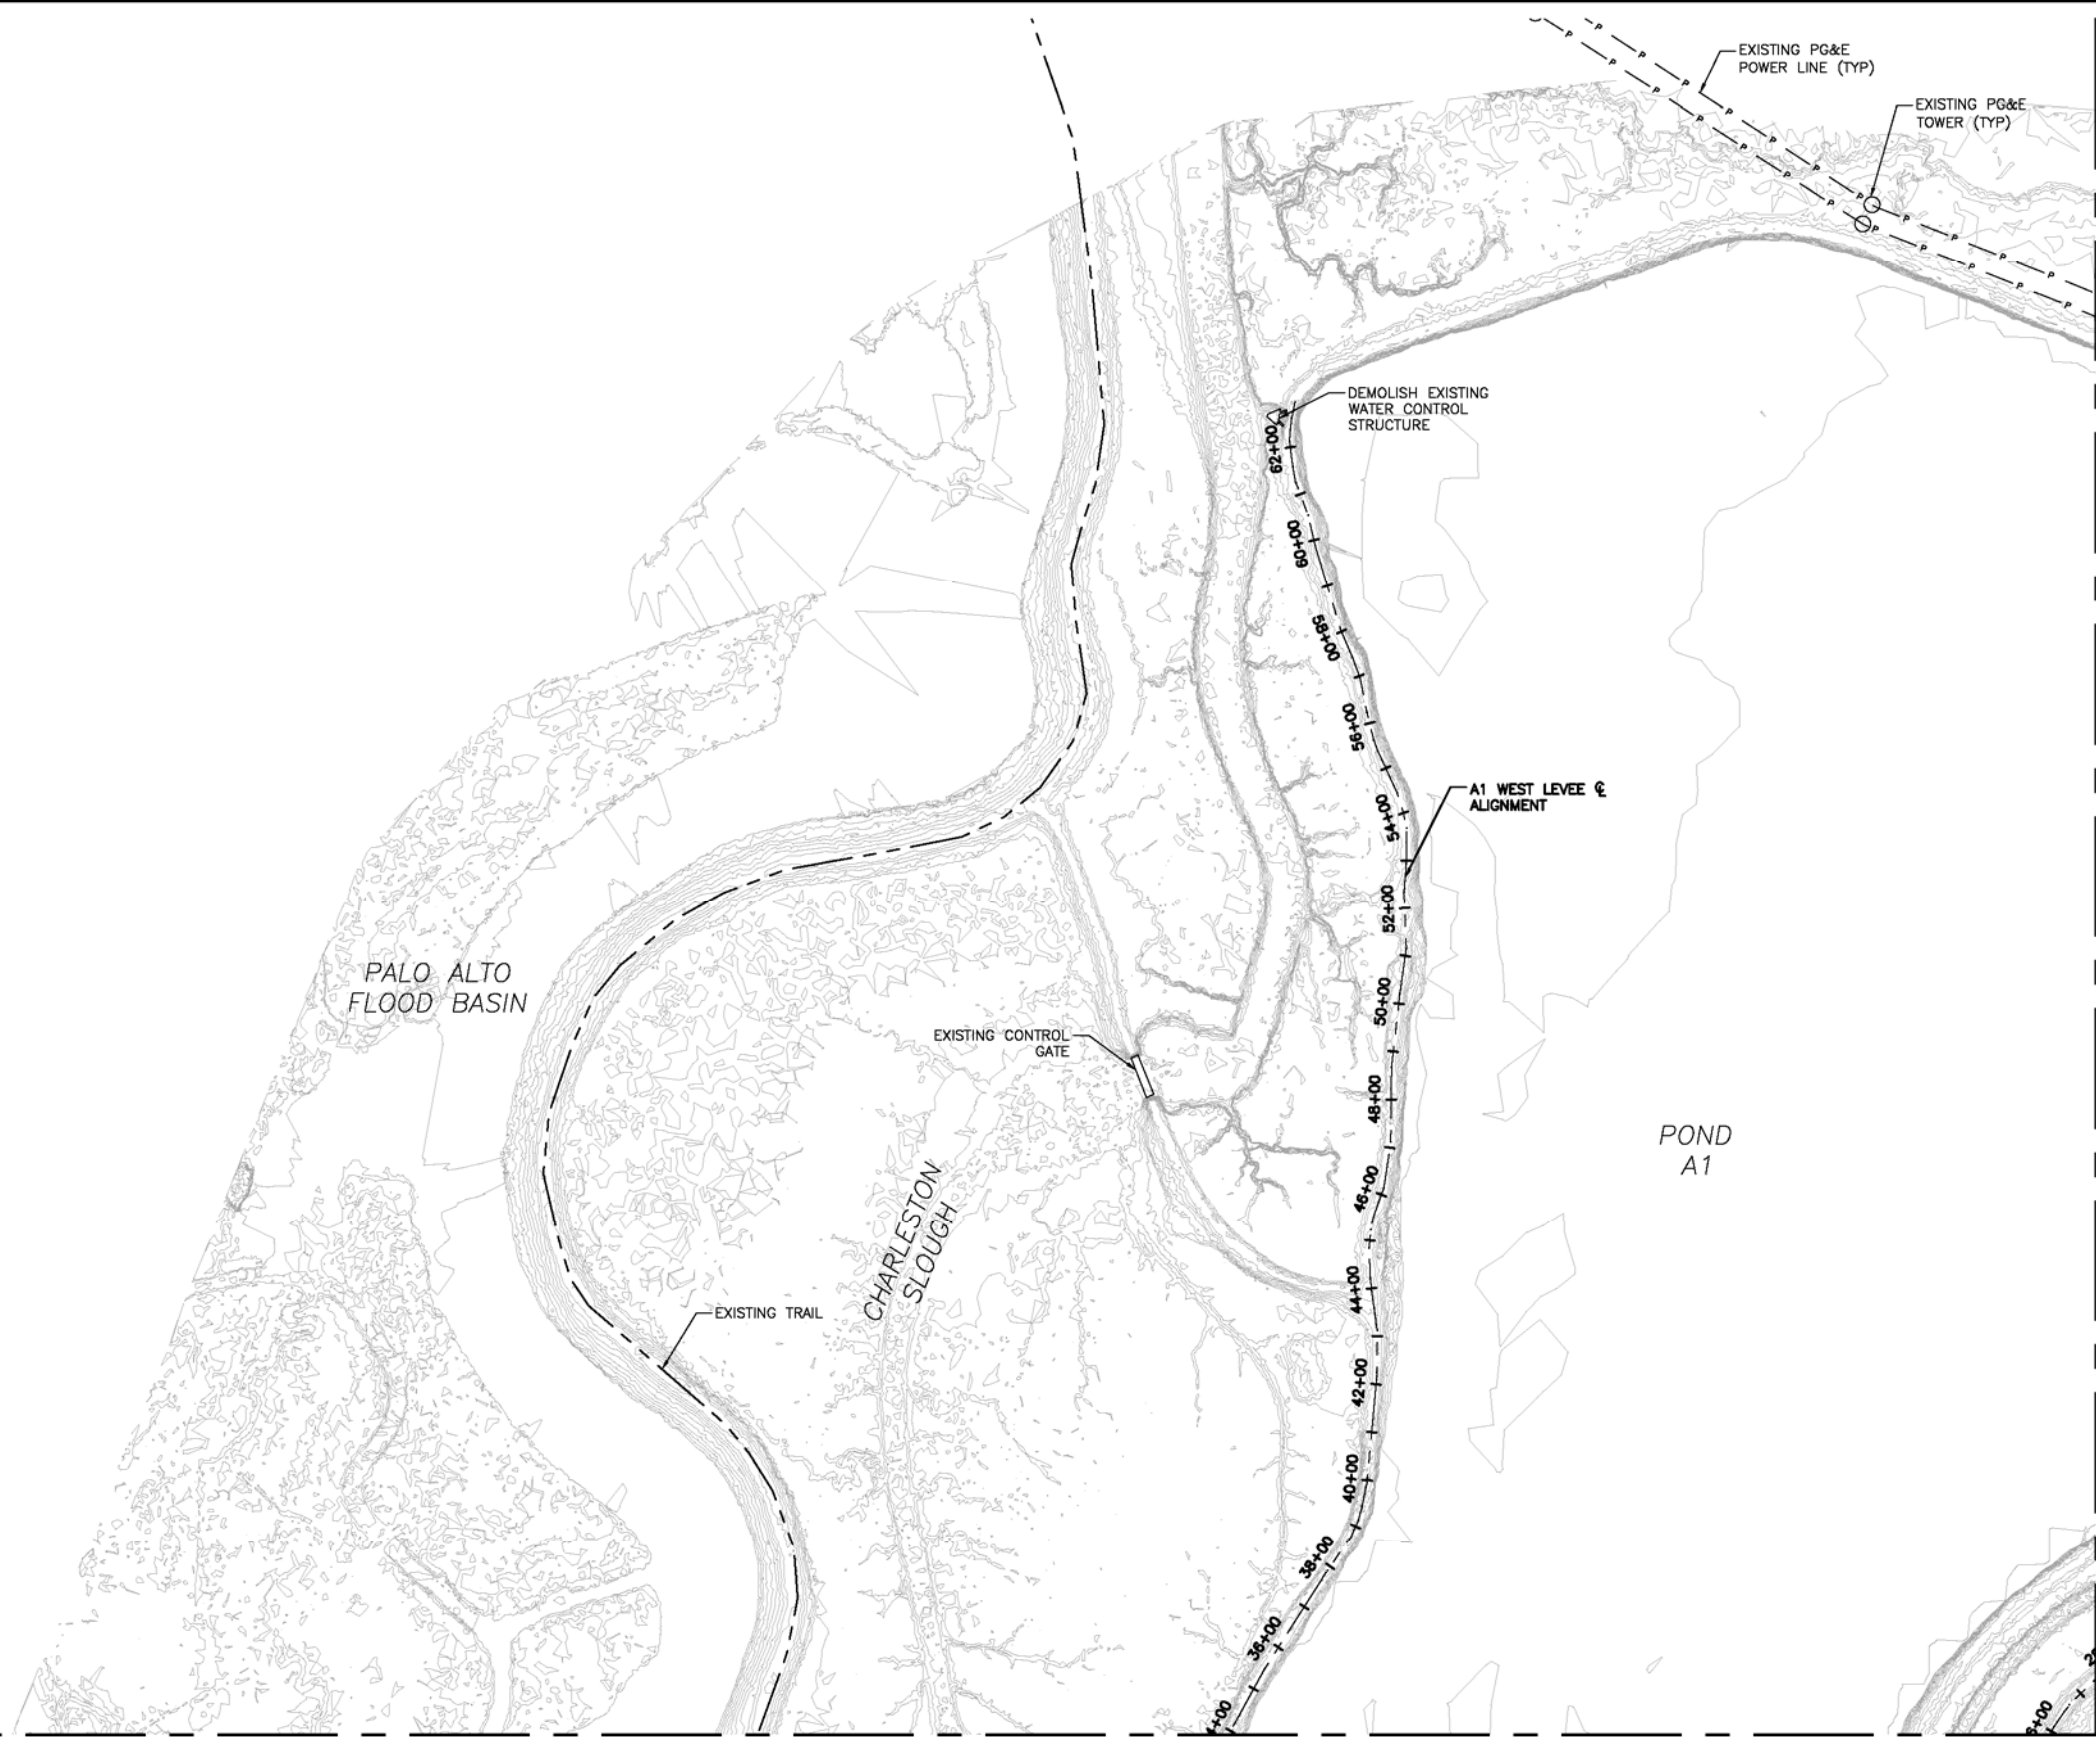 EXISTING PG&E
POWER LINE (TYP)
EXISTING PG&E
TOWER (TYP)
DEMOLISH EXISTING
WATER CONTROL
STRUCTURE
62+00
60+00
58+00
56+00
A1 WEST LEVEE ℄
ALIGNMENT
54+00
52+00
PALO ALTO
FLOOD BASIN
50+00
EXISTING CONTROL
GATE
48+00
POND
A1
46+00
CHARLESTON
SLOUGH
44+00
EXISTING TRAIL
42+00
40+00
38+00
36+00